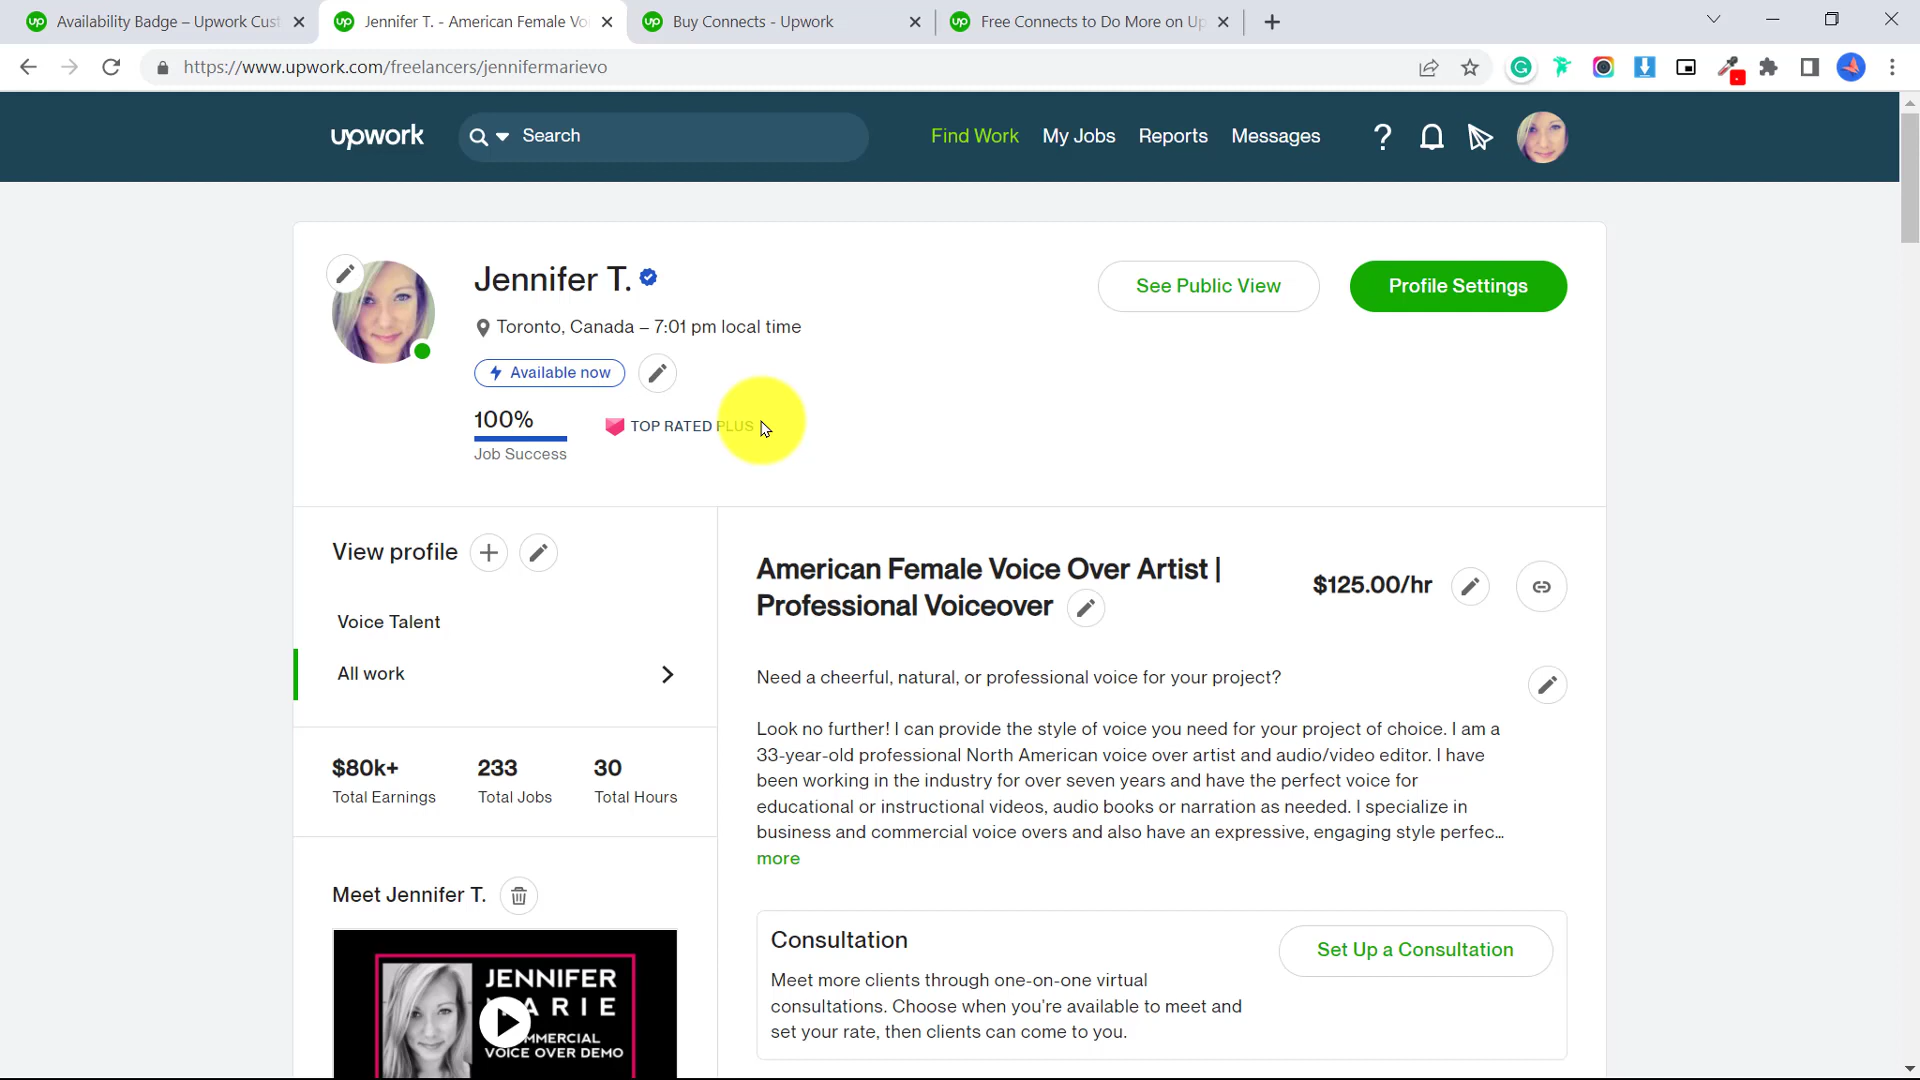 Availability Badge – Upwork Cust
Jennifer T. - American Female Vo
Buy Connects - Upwork
Free Connects to Do More on Up
https://www.upwork.com/freelancers/jennifermarievo
upwork
Search
Find Work
My Jobs
Reports
Messages
Jennifer T.
See Public View
Profile Settings
Toronto, Canada – 7:01 pm local time
Available now
100%
TOP RATED PLUS
Job Success
View profile
Voice Talent
All work
$80k+
233
30
Total Earnings
Total Jobs
Total Hours
Meet Jennifer T.
JENNIFER
ARIE
MMERCIAL
VOICE OVER DEMO
American Female Voice Over Artist |
Professional Voiceover
$125.00/hr
Need a cheerful, natural, or professional voice for your project?
Look no further! I can provide the style of voice you need for your project of choice. I am a
33-year-old professional North American voice over artist and audio/video editor. I have
been working in the industry for over seven years and have the perfect voice for
educational or instructional videos, audio books or narration as needed. I specialize in
business and commercial voice overs and also have an expressive, engaging style perfec...
more
Consultation
Set Up a Consultation
Meet more clients through one-on-one virtual
consultations. Choose when you're available to meet and
set your rate, then clients can come to you.